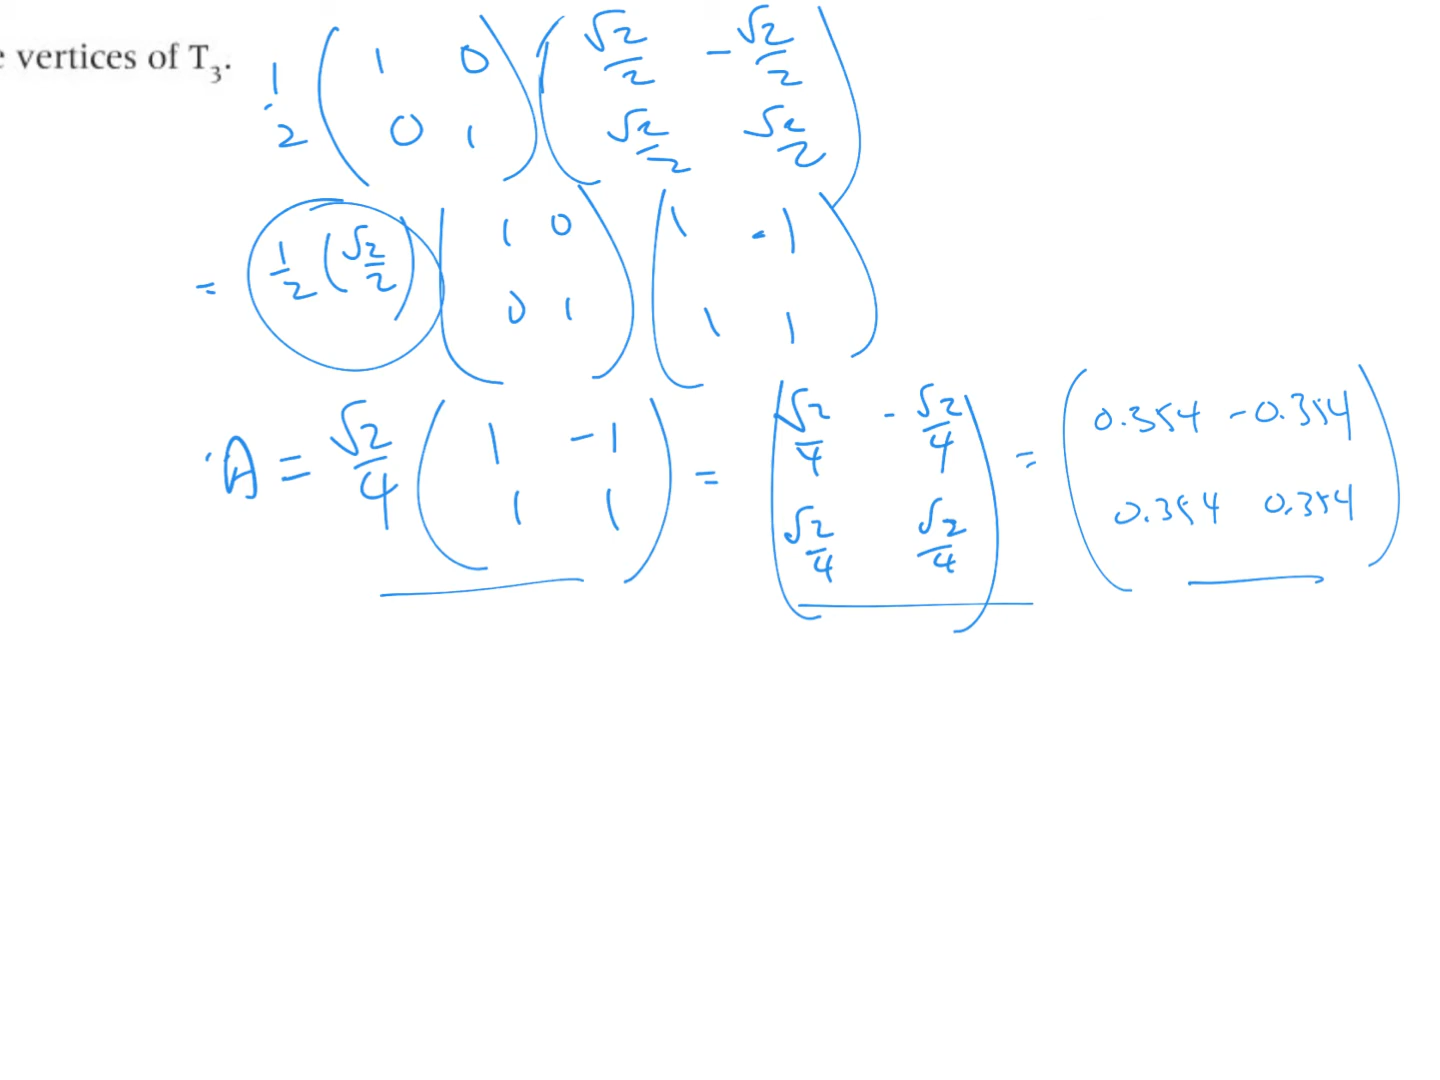 vertices of T₃.
1/2 ( 1 0 ; 0 1 ) ( √2/2 -√2/2 ; √2/2 √2/2 )
= 1/2 ( √2/2 ) ( 1 0 ; 0 1 ) ( 1 -1 ; 1 1 )
A = √2/4 ( 1 -1 ; 1 1 ) = ( √2/4 -√2/4 ; √2/4 √2/4 ) = ( 0.354 -0.354 ; 0.354 0.354 )